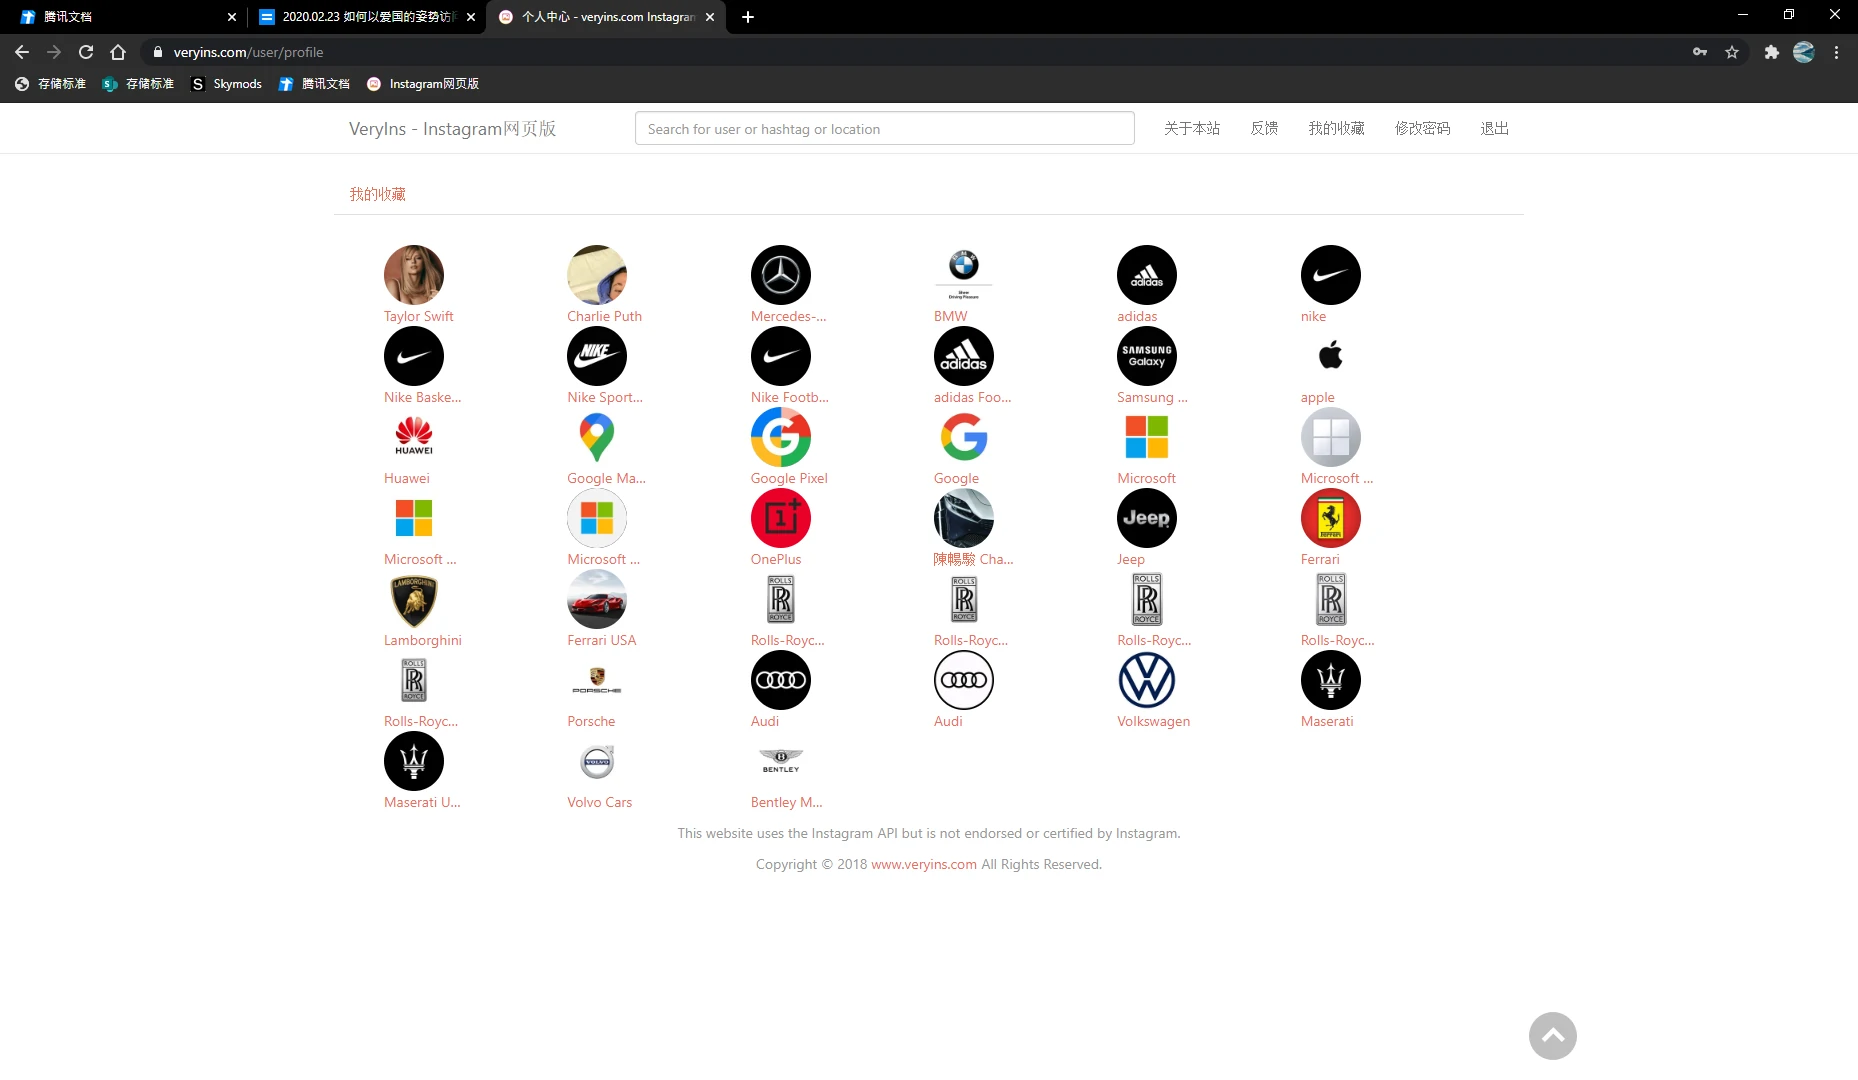 腾讯文档
2020.02.23 如何以爱国的姿势访
个人中心 - veryins.com Instagram
veryins.com/user/profile
存储标准
存储标准
Skymods
腾讯文档
Instagram网页版
VeryIns - Instagram网页版
Search for user or hashtag or location
关于本站
反馈
我的收藏
修改密码
退出
我的收藏
Taylor Swift
Charlie Puth
Mercedes-...
BMW
adidas
nike
Nike Baske...
Nike Sport...
Nike Footb...
adidas Foo...
Samsung ...
apple
Huawei
Google Ma...
Google Pixel
Google
Microsoft
Microsoft ...
Microsoft ...
Microsoft ...
OnePlus
陳暢駿 Cha...
Jeep
Ferrari
Lamborghini
Ferrari USA
Rolls-Royc...
Rolls-Royc...
Rolls-Royc...
Rolls-Royc...
Rolls-Royc...
Porsche
Audi
Audi
Volkswagen
Maserati
Maserati U...
Volvo Cars
Bentley M...
This website uses the Instagram API but is not endorsed or certified by Instagram.
Copyright © 2018 www.veryins.com All Rights Reserved.